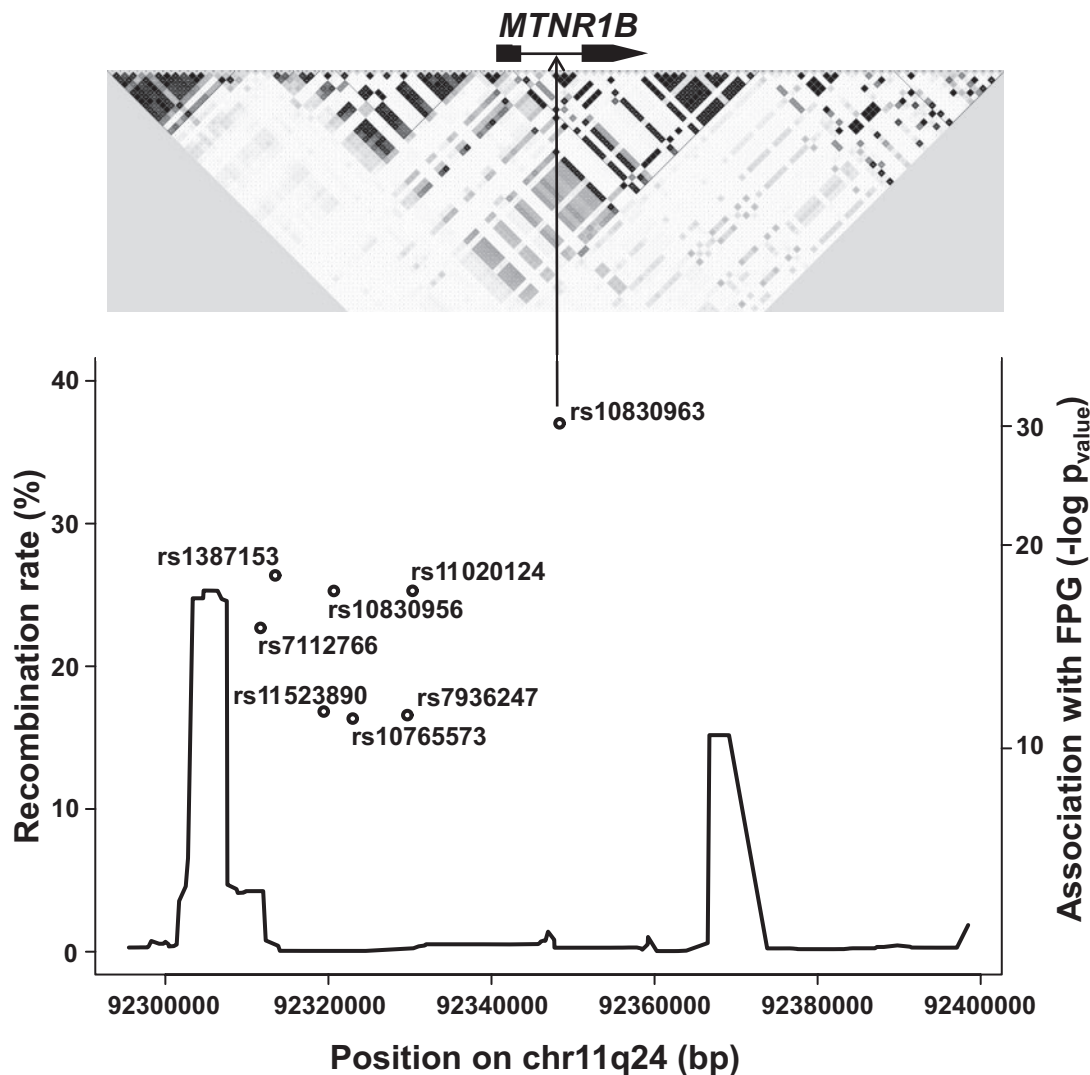 MTNR1B
40
30
20
10
0
Recombination rate (%)
30
20
10
Association with FPG (-log pvalue)
rs10830963
rs1387153
rs11020124
rs10830956
rs7112766
rs11523890
rs7936247
rs10765573
92300000 92320000 92340000 92360000 92380000 92400000
Position on chr11q24 (bp)